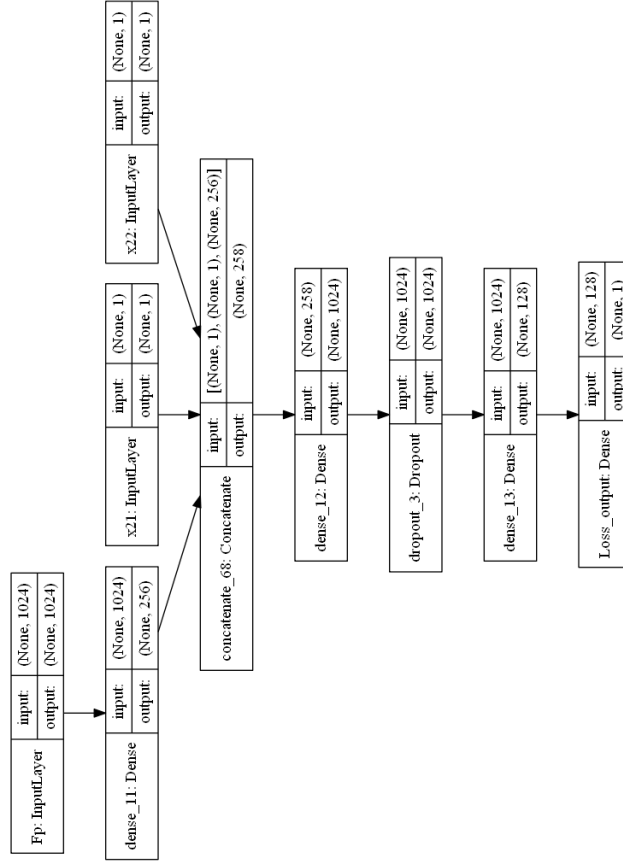 Fp: InputLayer
input:
(None, 1024)
output:
(None, 1024)
dense_11: Dense
input:
(None, 1024)
output:
(None, 256)
x21: InputLayer
input:
(None, 1)
output:
(None, 1)
x22: InputLayer
input:
(None, 1)
output:
(None, 1)
concatenate_68: Concatenate
input:
[(None, 1), (None, 1), (None, 256)]
output:
(None, 258)
dense_12: Dense
input:
(None, 258)
output:
(None, 1024)
dropout_3: Dropout
input:
(None, 1024)
output:
(None, 1024)
dense_13: Dense
input:
(None, 1024)
output:
(None, 128)
Loss_output: Dense
input:
(None, 128)
output:
(None, 1)